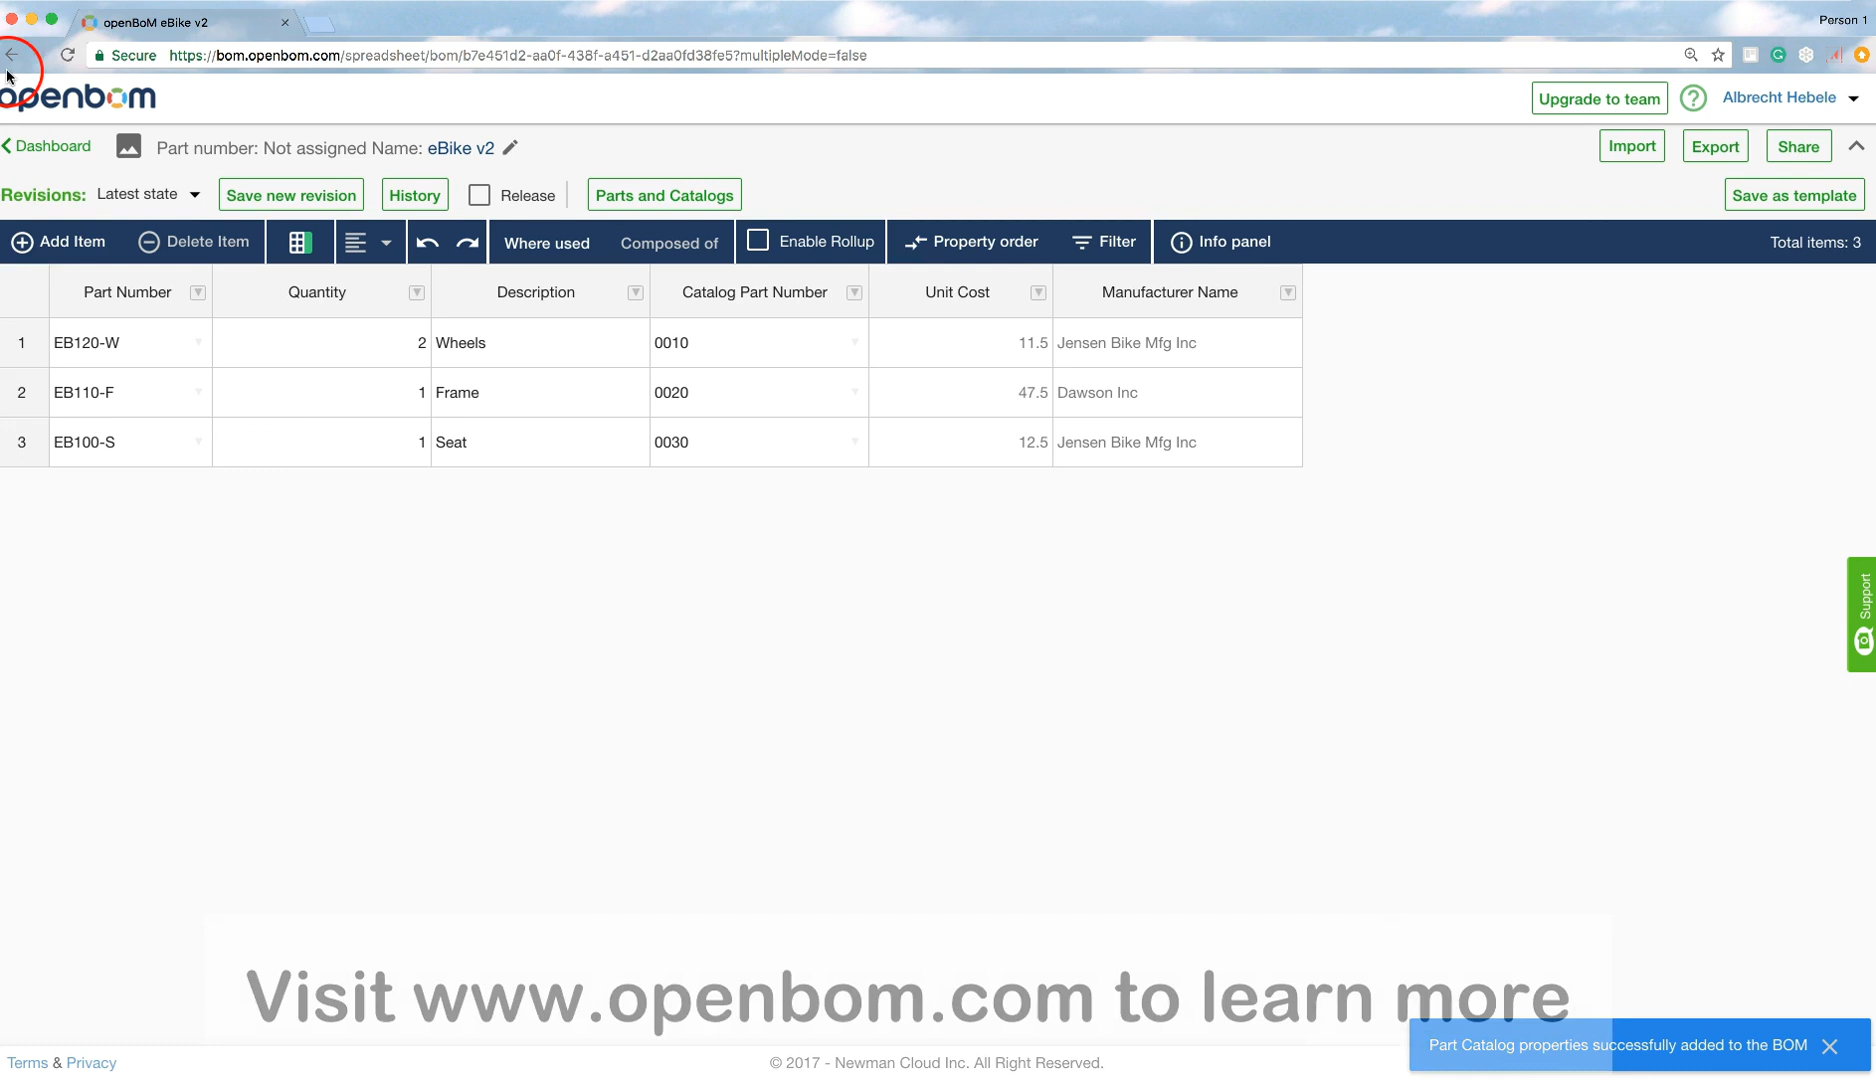 openBoM eBike v2
Person 1
Secure https://bom.openbom.com/spreadsheet/bom/b7e451d2-aa0f-438f-a451-d2aa0fd38fe5?multipleMode=false
openbom
Upgrade to team
Albrecht Hebele
Dashboard
Part number: Not assigned Name: eBike v2
Import
Export
Share
Revisions: Latest state
Save new revision
History
Release
Parts and Catalogs
Save as template
Add Item
Delete Item
Where used
Composed of
Enable Rollup
Property order
Filter
Info panel
Total items: 3
Part Number Quantity Description Catalog Part Number Unit Cost Manufacturer Name
1 EB120-W 2 Wheels 0010 11.5 Jensen Bike Mfg Inc
2 EB110-F 1 Frame 0020 47.5 Dawson Inc
3 EB100-S 1 Seat 0030 12.5 Jensen Bike Mfg Inc
Support
Visit www.openbom.com to learn more
Part Catalog properties successfully added to the BOM
Terms & Privacy
© 2017 - Newman Cloud Inc. All Right Reserved.